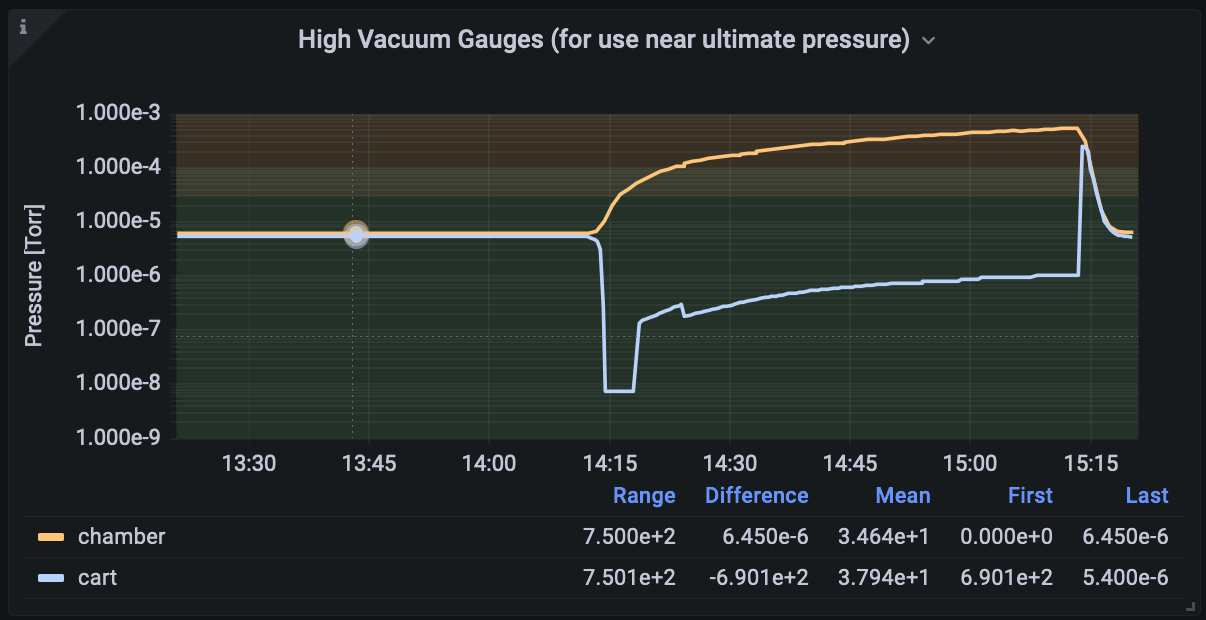 i
High Vacuum Gauges (for use near ultimate pressure)
1.000e-3
1.000e-4
1.000e-5
1.000e-6
1.000e-7
1.000e-8
1.000e-9
Pressure [Torr]
13:30 13:45 14:00 14:15 14:30 14:45 15:00 15:15
Range Difference Mean First Last
chamber 7.500e+2 6.450e-6 3.464e+1 0.000e+0 6.450e-6
cart 7.501e+2 -6.901e+2 3.794e+1 6.901e+2 5.400e-6